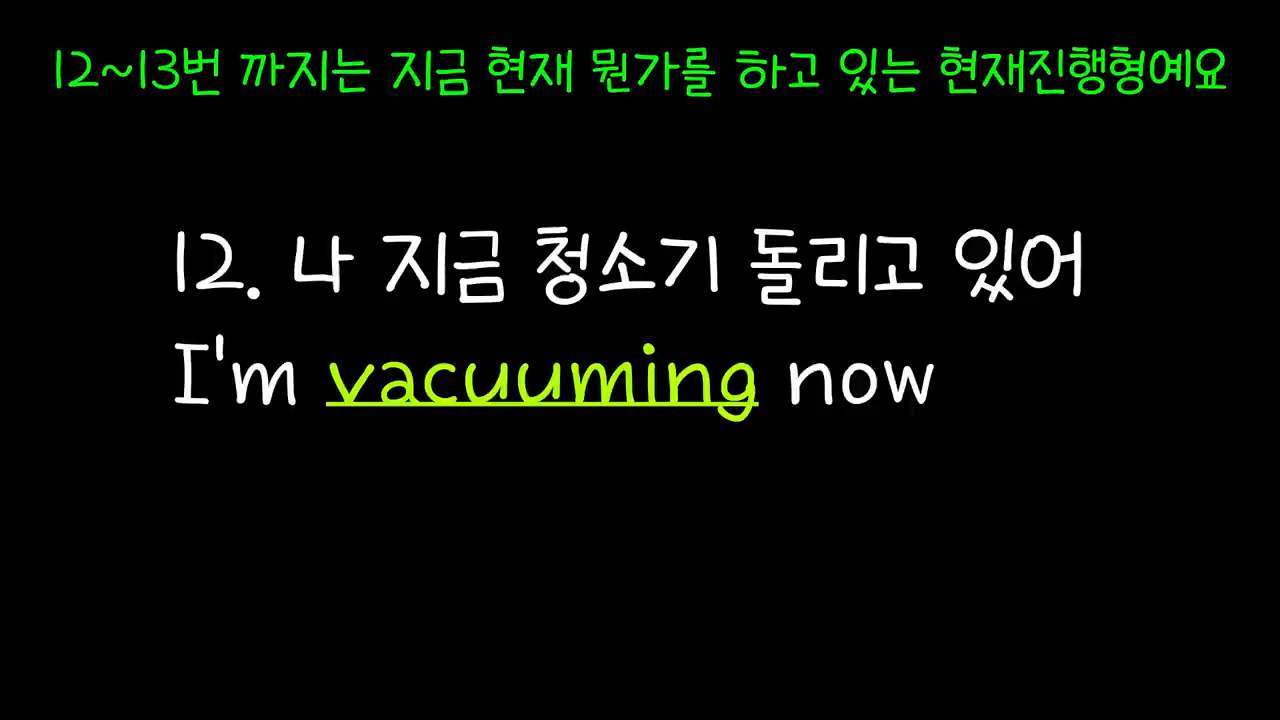 12~13번 까지는 지금 현재 뭔가를 하고 있는 현재진행형예요
12. 나 지금 청소기 돌리고 있어
I'm vacuuming now